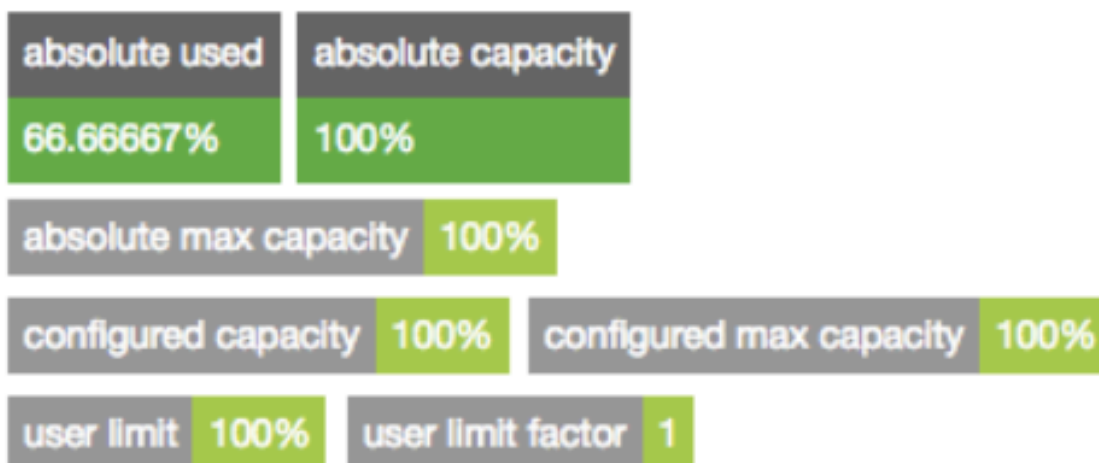 absolute used absolute capacity
66.66667% 100%
absolute max capacity 100%
configured capacity 100% configured max capacity 100%
user limit 100% user limit factor 1